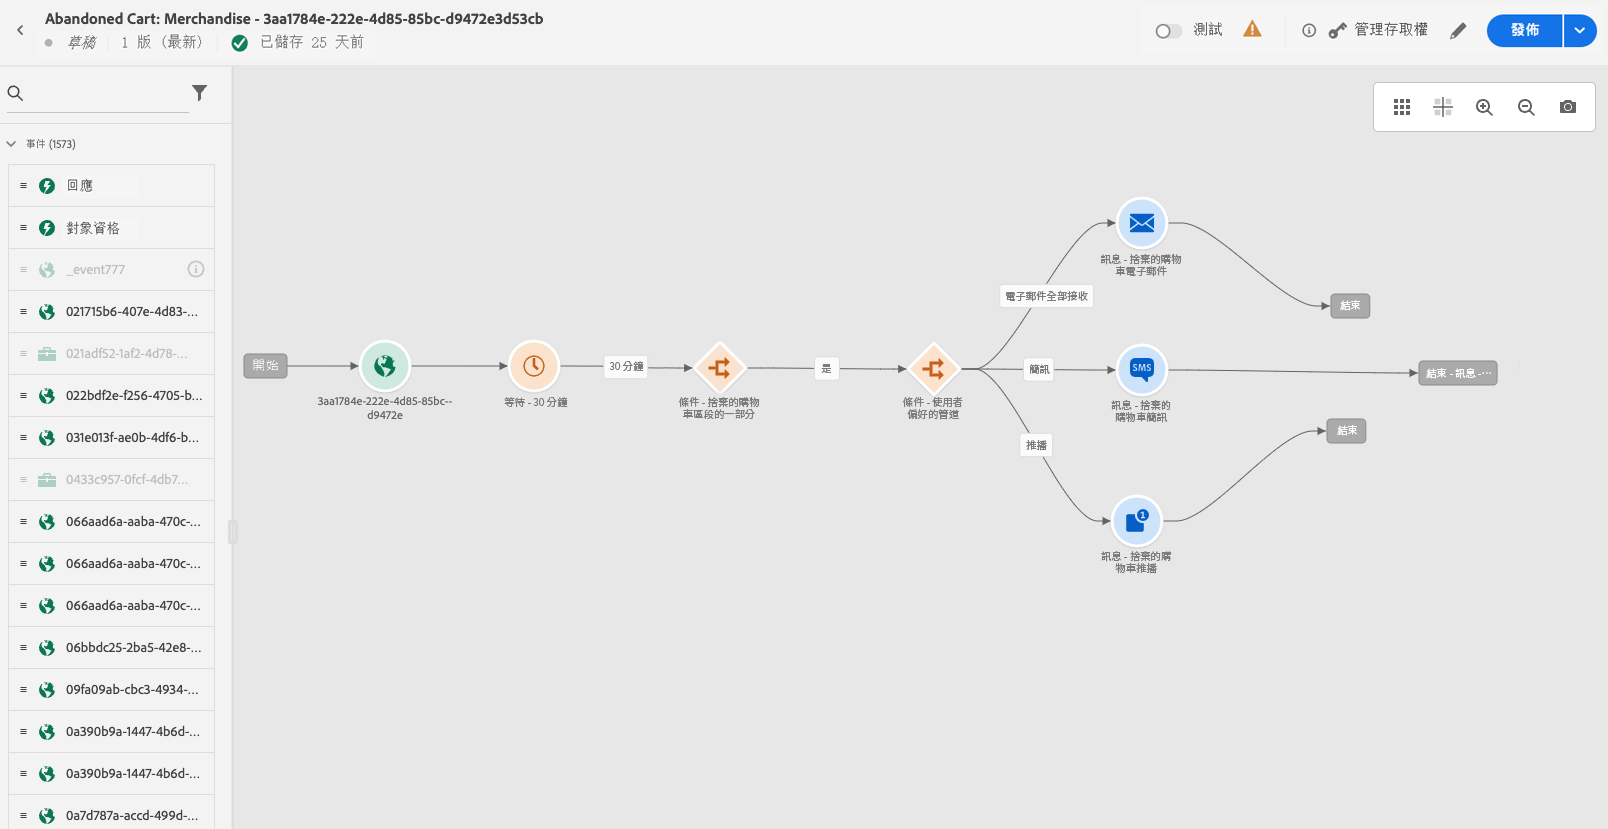 Abandoned Cart: Merchandise - 3aa1784e-222e-4d85-85bc-d9472e3d53cb
草稿 1 版（最新） 已儲存 25 天前
測試 管理存取權 發佈
事件 (1573)
回應
對象資格
_event777
021715b6-407e-4d83-...
021adf52-1af2-4d78-...
022bdf2e-f256-4705-b...
031e013f-ae0b-4df6-b...
0433c957-0fcf-4db7...
066aad6a-aaba-470c-...
066aad6a-aaba-470c-...
066aad6a-aaba-470c-...
06bbdc25-2ba5-42e8-...
09fa09ab-cbc3-4934-...
0a390b9a-1447-4b6d-...
0a390b9a-1447-4b6d-...
0a7d787a-accd-499d-...
開始
3aa1784e-222e-4d85-85bc--
d9472e
等待 - 30 分鐘
30 分鐘
條件 - 捨棄的購物
車區段的一部分
是
條件 - 使用者
偏好的管道
電子郵件全部接收
訊息 - 捨棄的購物
車電子郵件
結束
簡訊
SMS
訊息 - 捨棄的
購物車簡訊
結束 - 訊息 -...
推播
1
訊息 - 捨棄的購
物車推播
結束